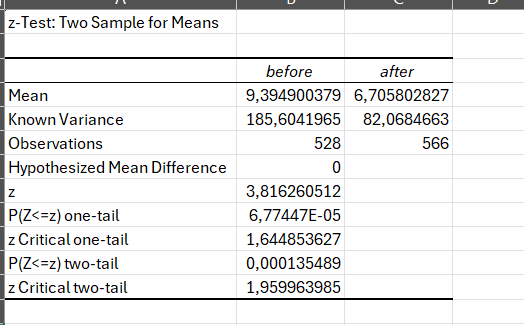 z-Test: Two Sample for Means
before after
Mean 9,394900379 6,705802827
Known Variance 185,6041965 82,0684663
Observations 528 566
Hypothesized Mean Difference 0
z 3,816260512
P(Z<=z) one-tail 6,77447E-05
z Critical one-tail 1,644853627
P(Z<=z) two-tail 0,000135489
z Critical two-tail 1,959963985